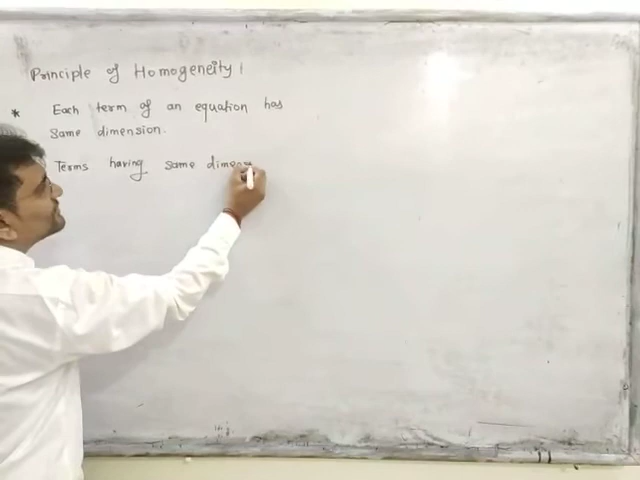 Principle of Homogeneity!
* Each term of an equation has
same dimension.
Terms having same dimens